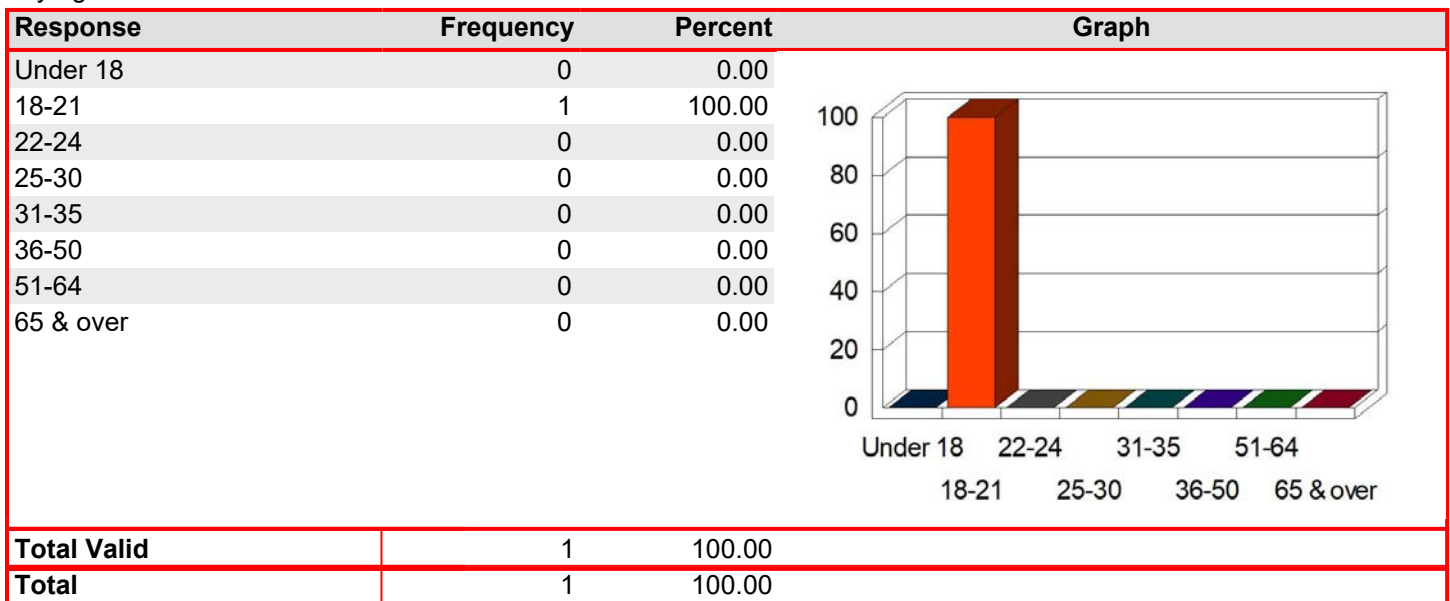 Response Frequency Percent Graph
Under 18 0 0.00
18-21 1 100.00
22-24 0 0.00
25-30 0 0.00
31-35 0 0.00
36-50 0 0.00
51-64 0 0.00
65 & over 0 0.00
100
80
60
40
20
0
Under 18 22-24 31-35 51-64
18-21 25-30 36-50 65 & over
Total Valid 1 100.00
Total 1 100.00